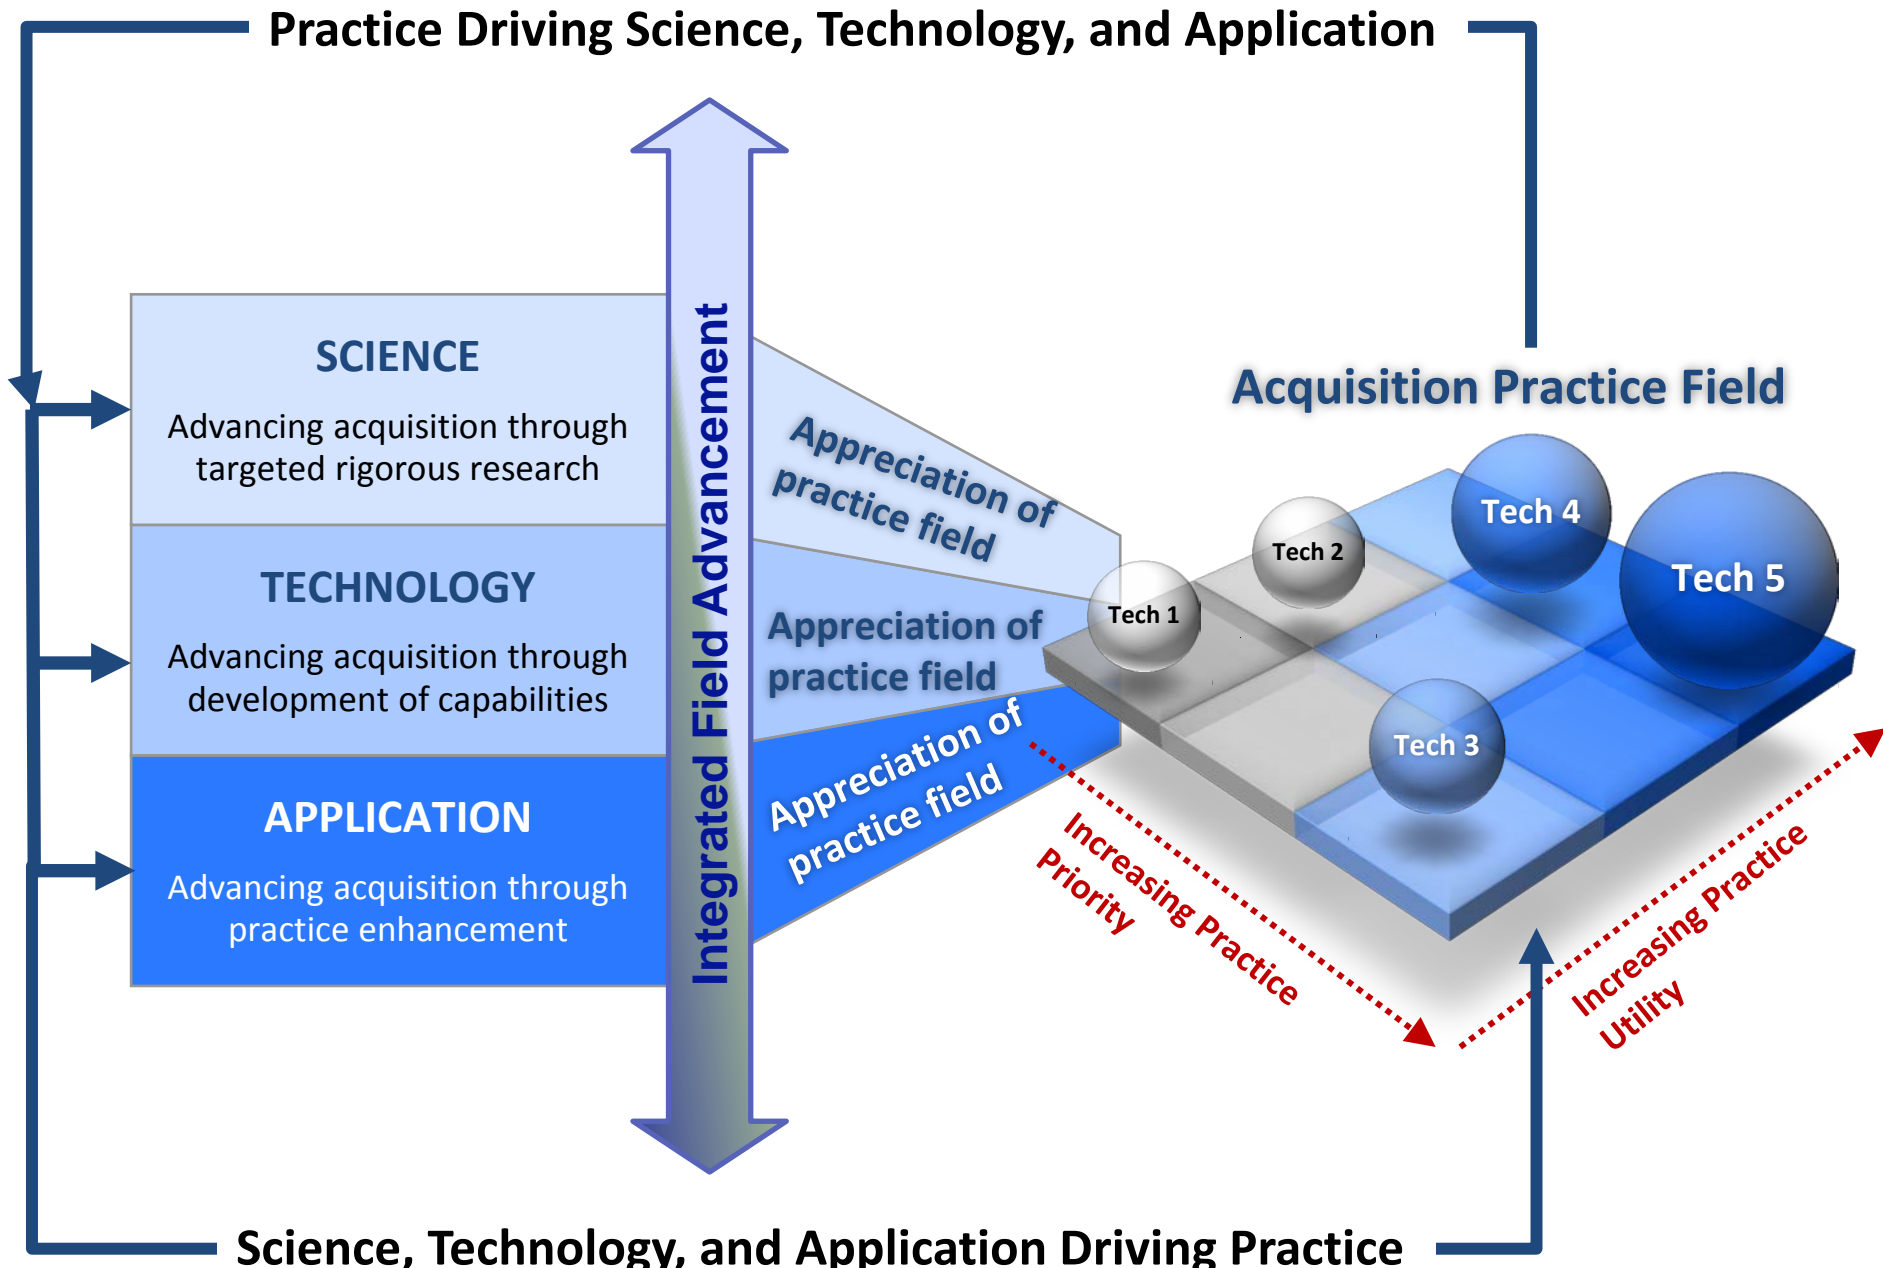 Practice Driving Science, Technology, and Application
SCIENCE
Advancing acquisition through
targeted rigorous research
TECHNOLOGY
Advancing acquisition through
development of capabilities
APPLICATION
Advancing acquisition through
practice enhancement
Integrated Field Advancement
Appreciation of
practice field
Appreciation of
practice field
Appreciation of
practice field
Acquisition Practice Field
Tech 1
Tech 2
Tech 3
Tech 4
Tech 5
Increasing Practice
Priority
Increasing Practice
Utility
Science, Technology, and Application Driving Practice